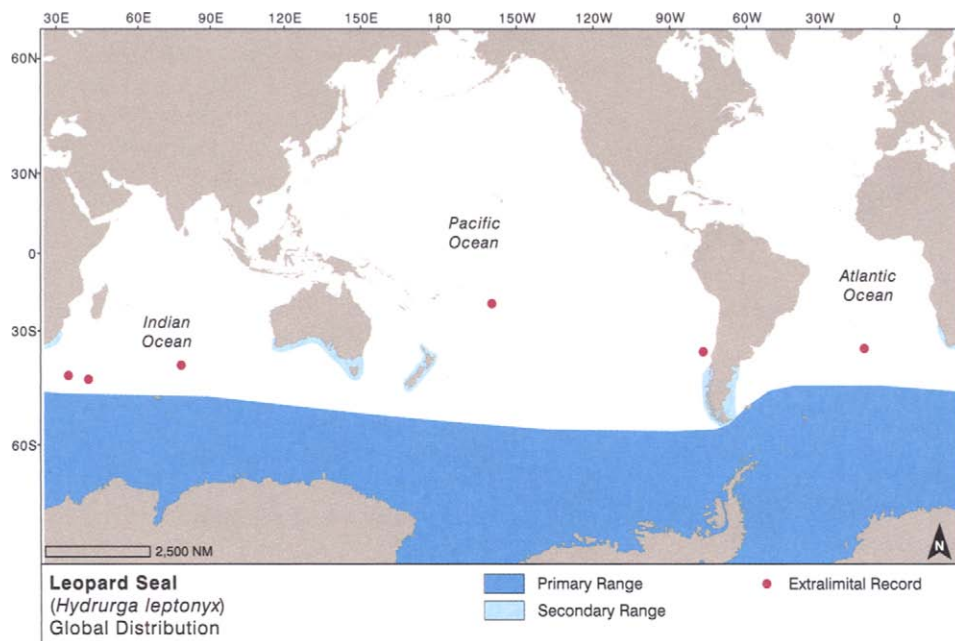 30E 60E 90E 120E 150E 180 150W 120W 90W 60W 30W 0
60N
30N
0
30S
60S
Pacific
Ocean
Atlantic
Ocean
Indian
Ocean
2,500 NM
N
Leopard Seal
(Hydrurga leptonyx)
Global Distribution
Primary Range
Secondary Range
Extralimital Record